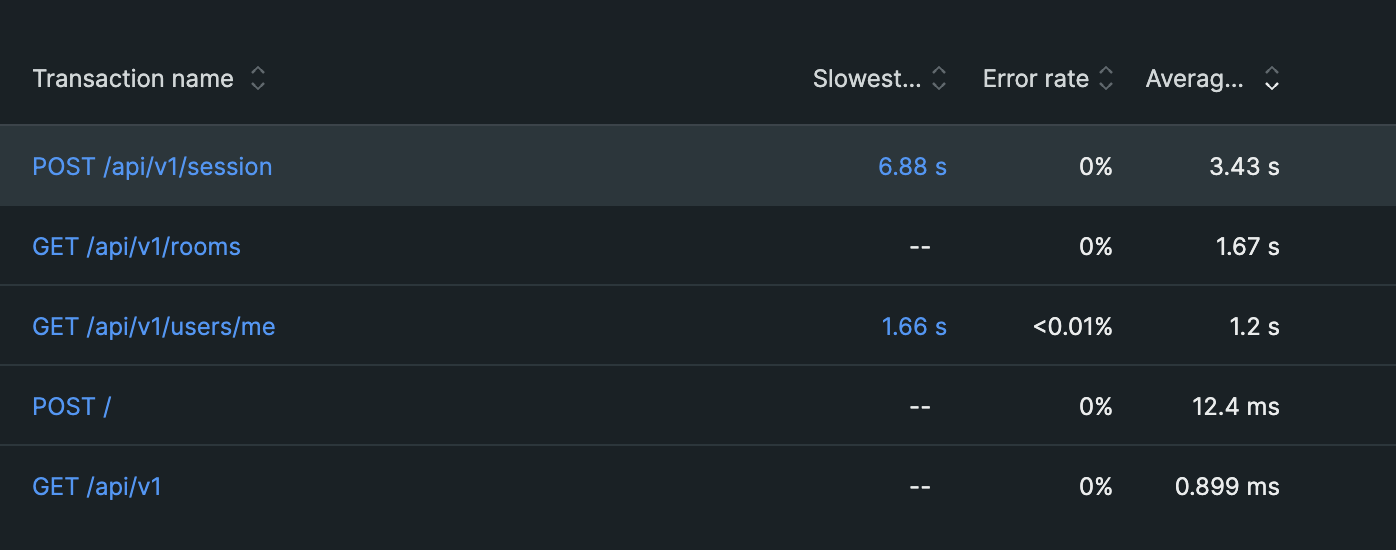 Transaction name Slowest... Error rate Averag...
POST /api/v1/session 6.88 s 0% 3.43 s
GET /api/v1/rooms -- 0% 1.67 s
GET /api/v1/users/me 1.66 s <0.01% 1.2 s
POST / -- 0% 12.4 ms
GET /api/v1 -- 0% 0.899 ms